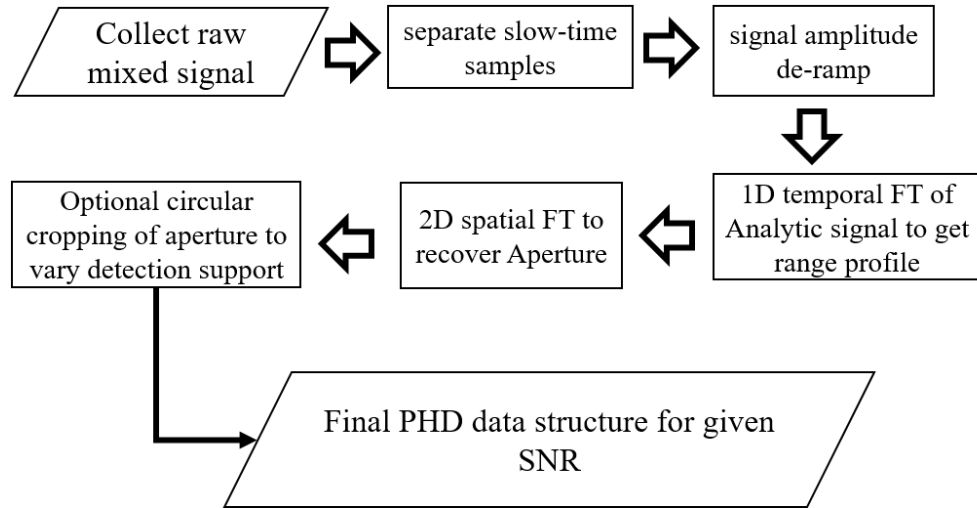 Collect raw
mixed signal
separate slow-time
samples
signal amplitude
de-ramp
1D temporal FT of
Analytic signal to get
range profile
2D spatial FT to
recover Aperture
Optional circular
cropping of aperture to
vary detection support
Final PHD data structure for given
SNR